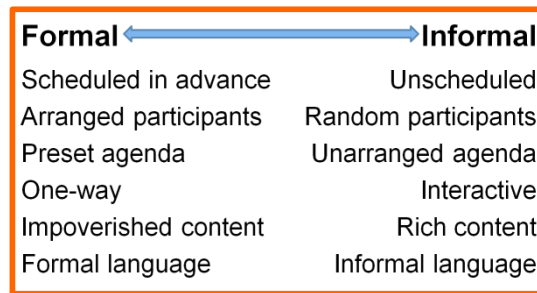 Formal Informal
Scheduled in advance Unscheduled
Arranged participants Random participants
Preset agenda Unarranged agenda
One-way Interactive
Impoverished content Rich content
Formal language Informal language